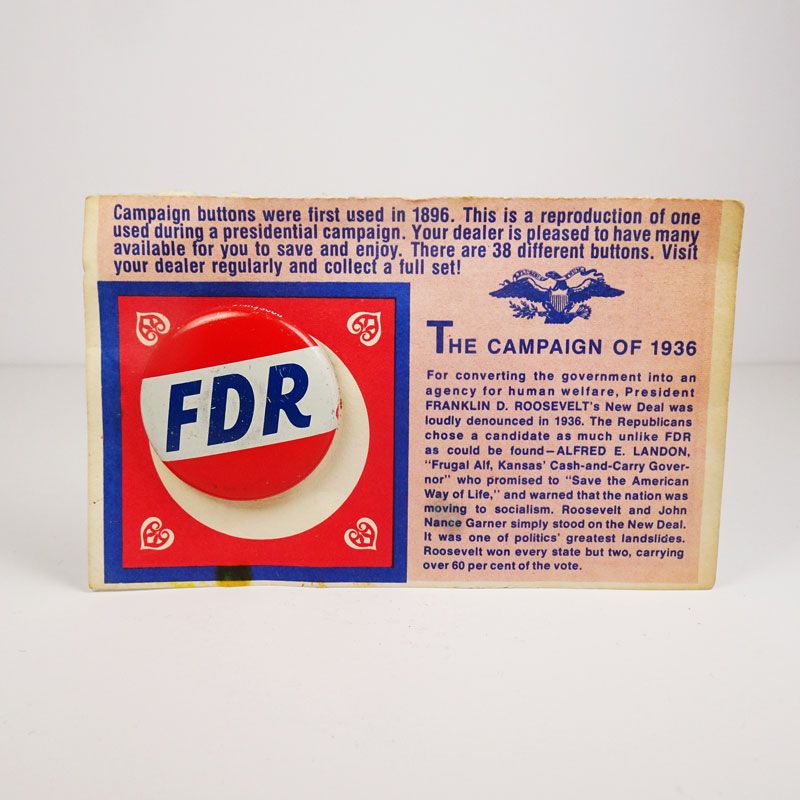 Campaign buttons were first used in 1896. This is a reproduction of one
used during a presidential campaign. Your dealer is pleased to have many
available for you to save and enjoy. There are 38 different buttons. Visit
your dealer regularly and collect a full set!
FDR
THE CAMPAIGN OF 1936
For converting the government into an
agency for human welfare, President
FRANKLIN D. ROOSEVELT'S New Deal was
loudly denounced in 1936. The Republicans
chose a candidate as much unlike FDR
as could be found—ALFRED E. LANDON,
"Frugal Alf, Kansas' Cash-and-Carry Gover-
nor" who promised to "Save the American
Way of Life," and warned that the nation was
moving to socialism. Roosevelt and John
Nance Garner simply stood on the New Deal.
It was one of politics' greatest landslides.
Roosevelt won every state but two, carrying
over 60 per cent of the vote.